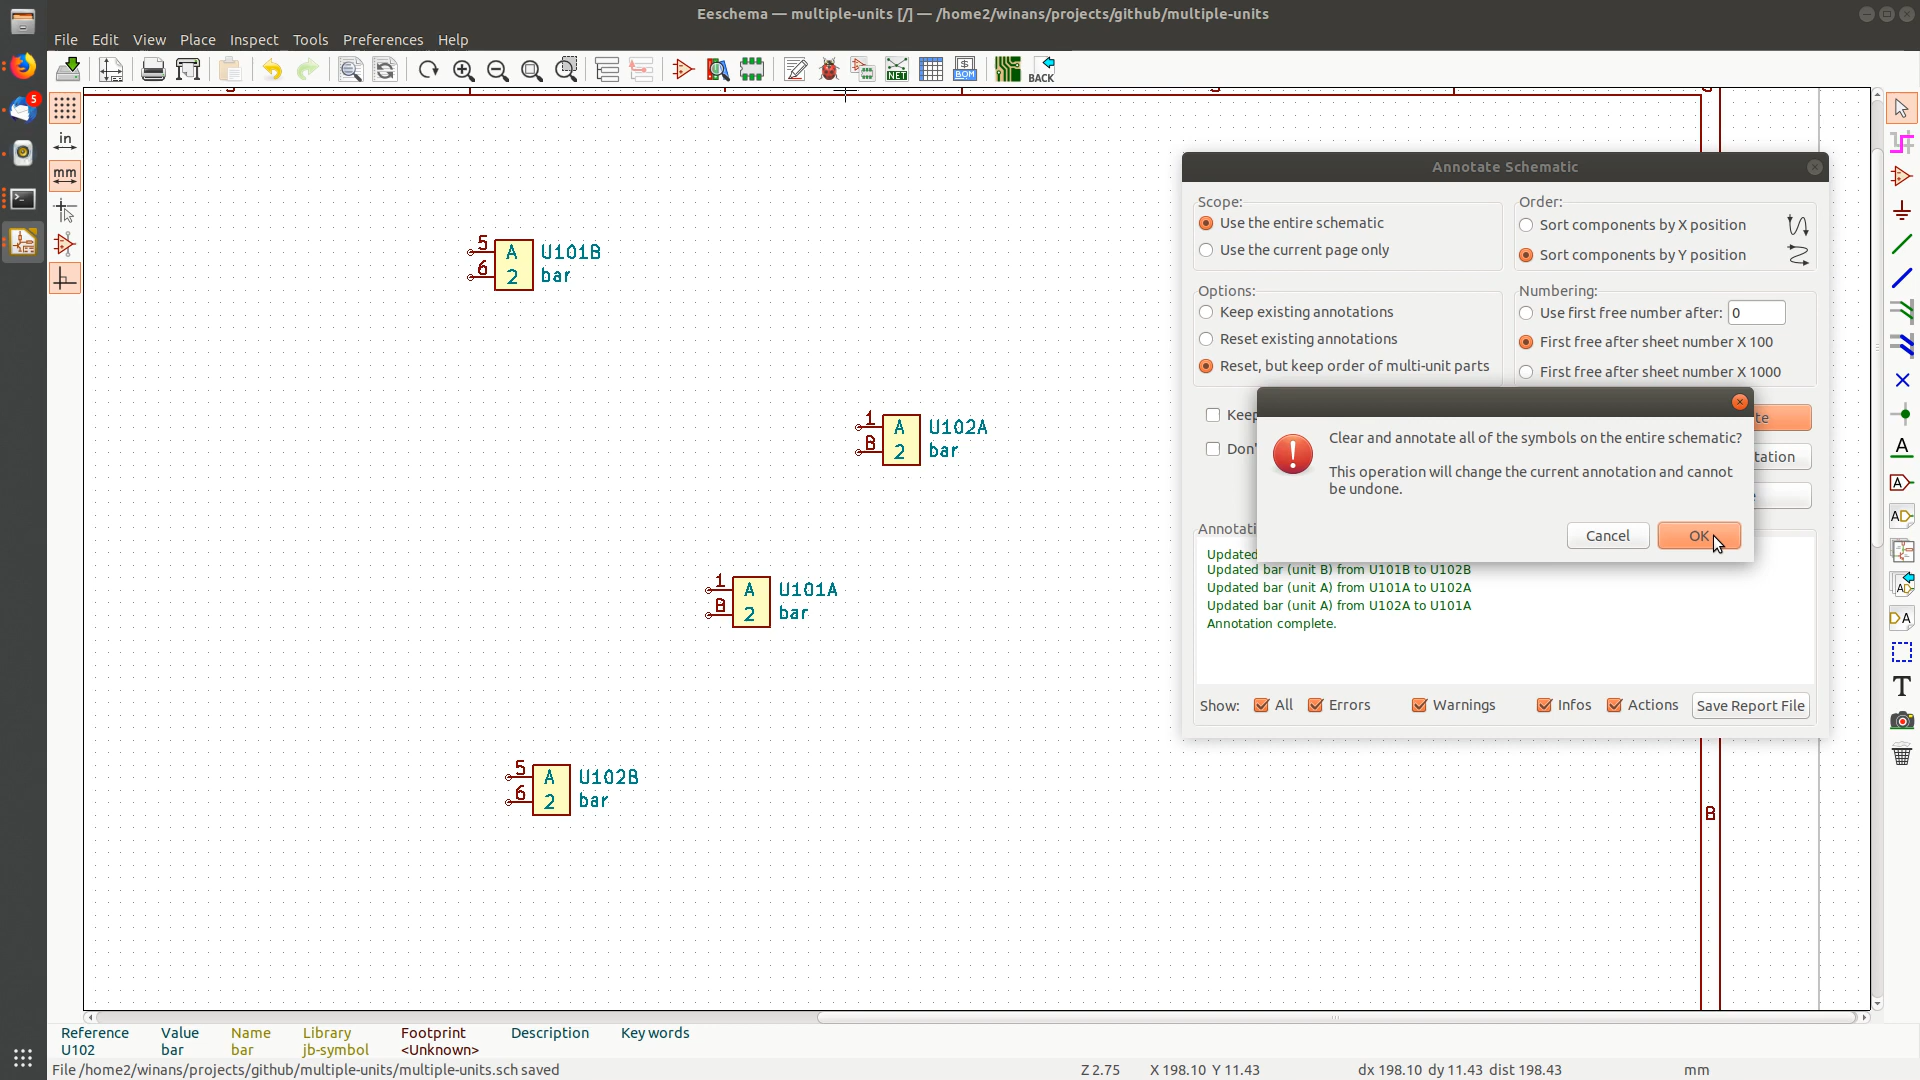 Eeschema — multiple-units [/] — /home2/winans/projects/github/multiple-units
File Edit View Place Inspect Tools Preferences Help
5
NET
BOM
BACK
in
mm
5 A U101B
6 2 bar
1 A U102A
8 2 bar
1 A U101A
8 2 bar
5 A U102B
6 2 bar
B
Annotate Schematic
Scope:
Use the entire schematic
Use the current page only
Order:
Sort components by X position
Sort components by Y position
Options:
Keep existing annotations
Reset existing annotations
Reset, but keep order of multi-unit parts
Numbering:
Use first free number after: 0
First free after sheet number X 100
First free after sheet number X 1000
Keep
Don'
te
tation
Clear and annotate all of the symbols on the entire schematic?
This operation will change the current annotation and cannot
be undone.
Cancel OK
Annotati
Updated
Updated bar (unit B) from U101B to U102B
Updated bar (unit A) from U101A to U102A
Updated bar (unit A) from U102A to U101A
Annotation complete.
Show: All Errors Warnings Infos Actions Save Report File
A
A
A
A
A
T
Reference Value Name Library Footprint Description Key words
U102 bar bar jb-symbol <Unknown>
File /home2/winans/projects/github/multiple-units/multiple-units.sch saved
Z 2.75 X 198.10 Y 11.43 dx 198.10 dy 11.43 dist 198.43 mm